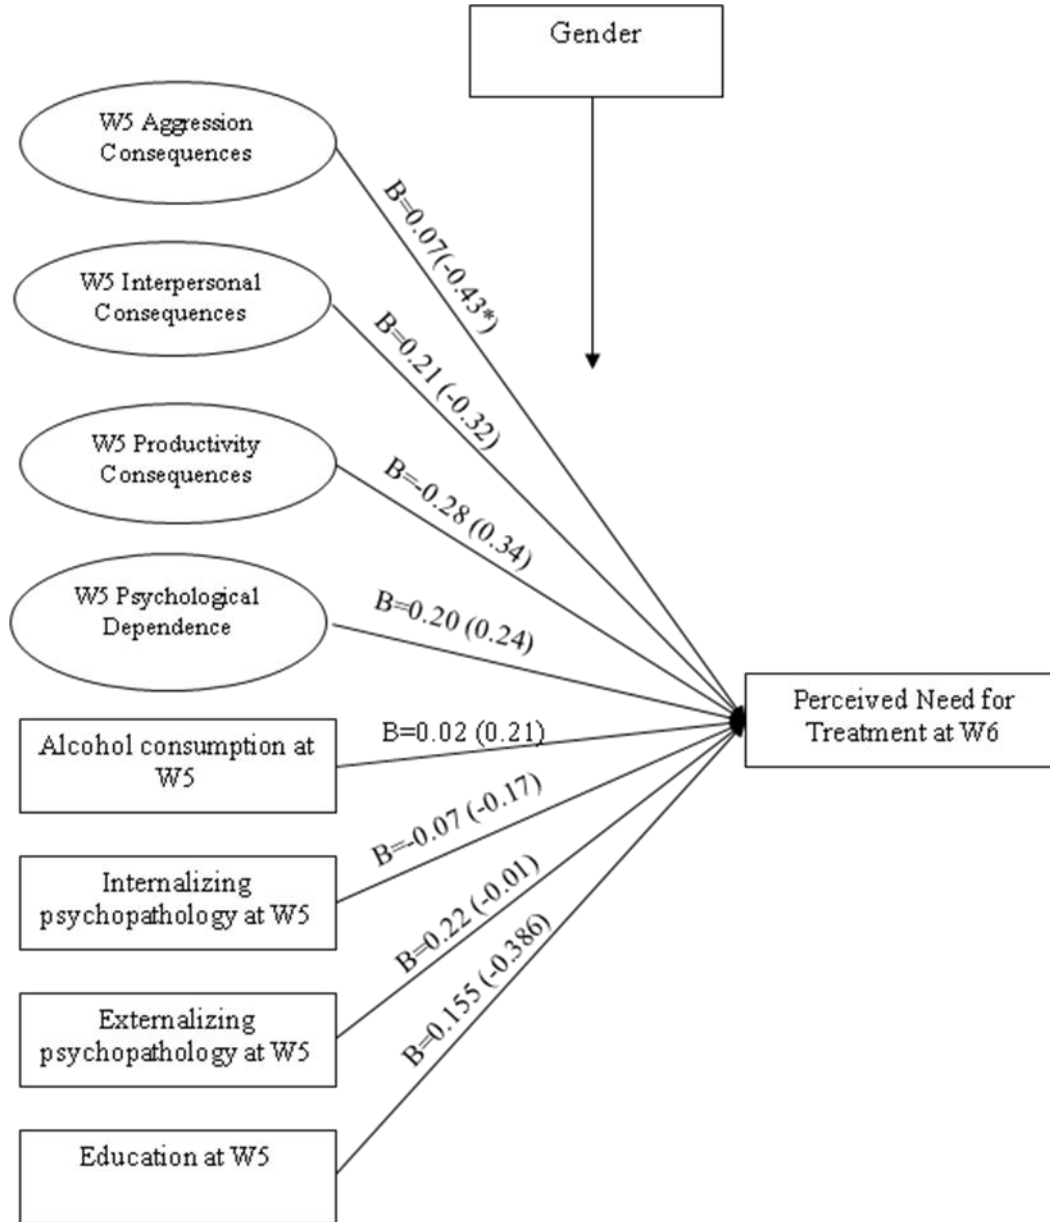 Gender
W5 Aggression
Consequences
B=0.07(-0.43*)
W5 Interpersonal
Consequences
B=0.21 (-0.32)
W5 Productivity
Consequences
B=-0.28 (0.34)
W5 Psychological
Dependence
B=0.20 (0.24)
Perceived Need for
Treatment at W6
Alcohol consumption at
W5
B=0.02 (0.21)
Internalizing
psychopathology at W5
B=-0.07 (-0.17)
Externalizing
psychopathology at W5
B=0.22 (-0.01)
Education at W5
B=0.155 (-0.386)